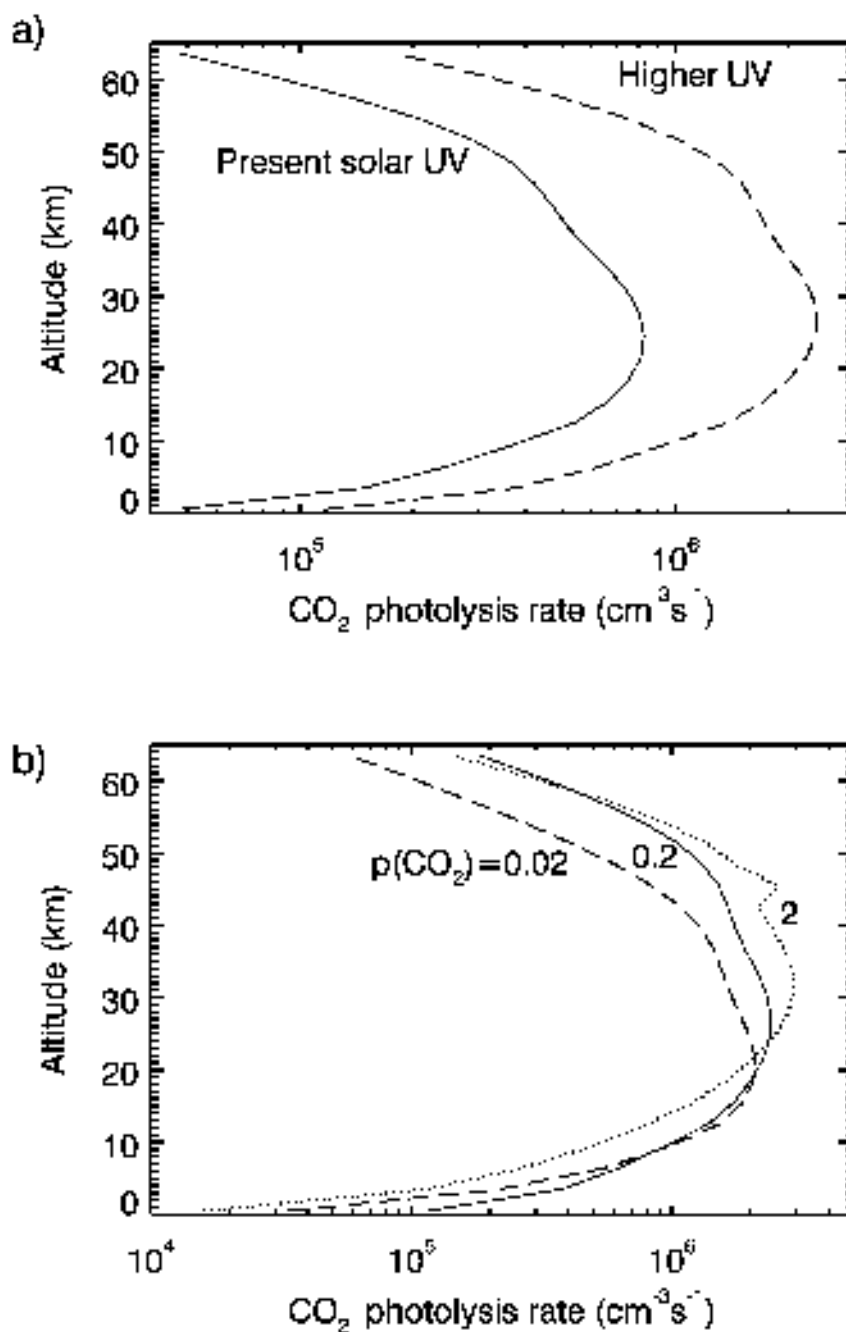 a)
60
50
40
30
20
10
0
Altitude (km)
Higher UV
Present solar UV
10⁵
10⁶
CO₂ photolysis rate (cm⁻³s⁻¹)
b)
60
50
40
30
20
10
0
Altitude (km)
p(CO₂)=0.02
0.2
2
10⁴
10⁵
10⁶
CO₂ photolysis rate (cm⁻³s⁻¹)